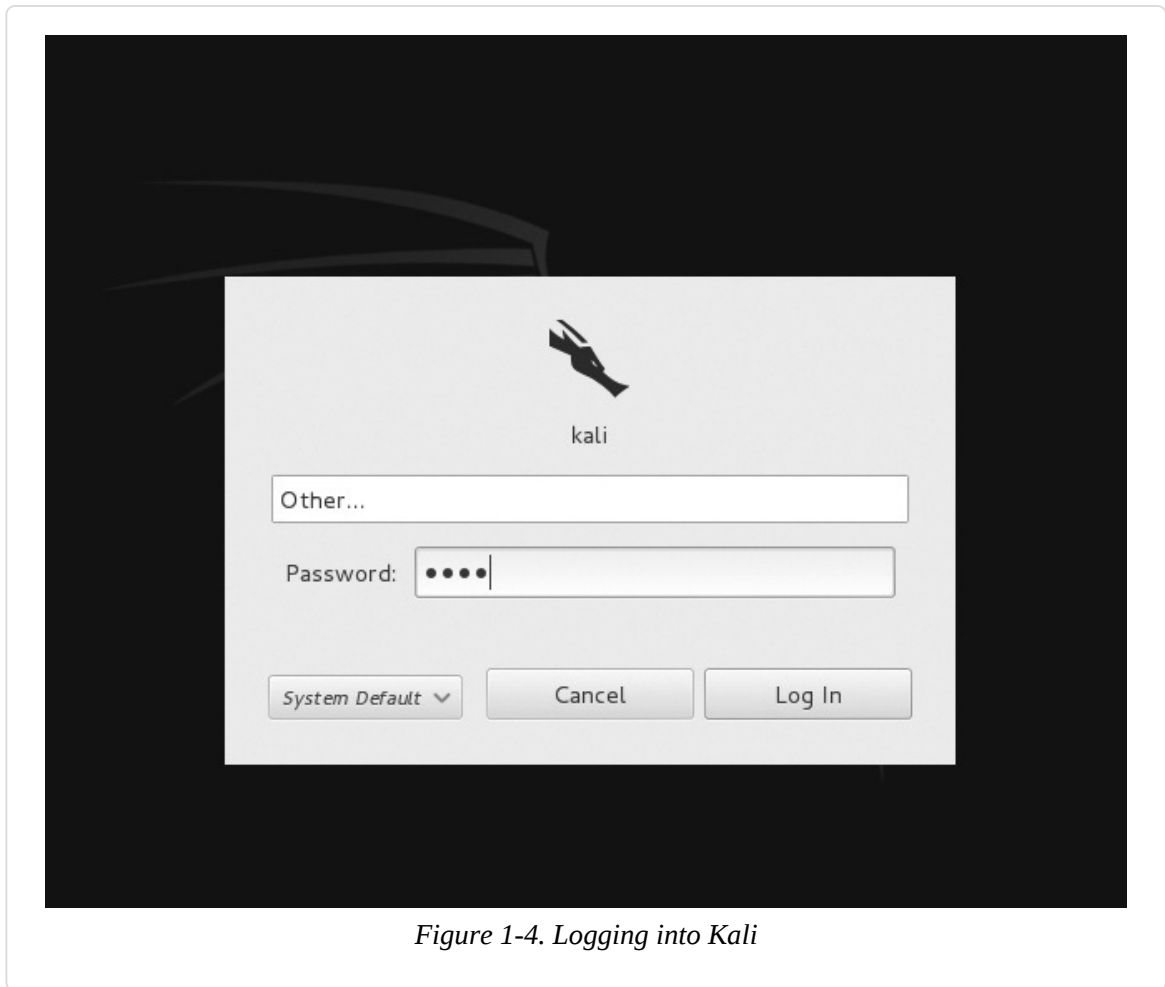 kali
Other...
Password: ••••
System Default
Cancel
Log In
Figure 1-4. Logging into Kali